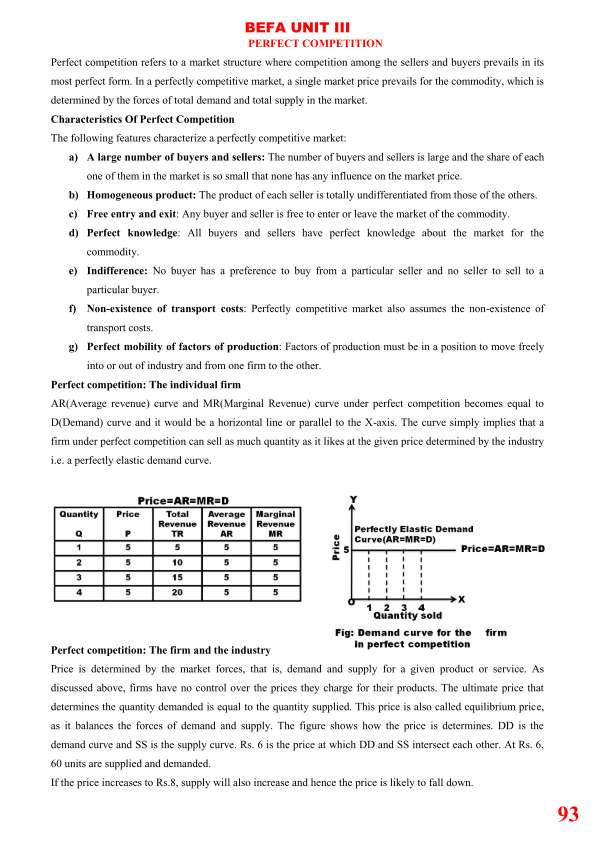 BEFA UNIT III
PERFECT COMPETITION
Perfect competition refers to a market structure where competition among the sellers and buyers prevails in its
most perfect form. In a perfectly competitive market, a single market price prevails for the commodity, which is
determined by the forces of total demand and total supply in the market.
Characteristics Of Perfect Competition
The following features characterize a perfectly competitive market:
a) A large number of buyers and sellers: The number of buyers and sellers is large and the share of each
one of them in the market is so small that none has any influence on the market price.
b) Homogeneous product: The product of each seller is totally undifferentiated from those of the others.
c) Free entry and exit: Any buyer and seller is free to enter or leave the market of the commodity.
d) Perfect knowledge: All buyers and sellers have perfect knowledge about the market for the
commodity.
e) Indifference: No buyer has a preference to buy from a particular seller and no seller to sell to a
particular buyer.
f) Non-existence of transport costs: Perfectly competitive market also assumes the non-existence of
transport costs.
g) Perfect mobility of factors of production: Factors of production must be in a position to move freely
into or out of industry and from one firm to the other.
Perfect competition: The individual firm
AR(Average revenue) curve and MR(Marginal Revenue) curve under perfect competition becomes equal to
D(Demand) curve and it would be a horizontal line or parallel to the X-axis. The curve simply implies that a
firm under perfect competition can sell as much quantity as it likes at the given price determined by the industry
i.e. a perfectly elastic demand curve.
Price=AR=MR=D
Quantity Price Total Average Marginal
Revenue Revenue Revenue
Q P TR AR MR
1 5 5 5 5
2 5 10 5 5
3 5 15 5 5
4 5 20 5 5
Y
Perfectly Elastic Demand
Curve(AR=MR=D)
Price
5 Price=AR=MR=D
O X
1 2 3 4
Quantity sold
Fig: Demand curve for the firm
in perfect competition
Perfect competition: The firm and the industry
Price is determined by the market forces, that is, demand and supply for a given product or service. As
discussed above, firms have no control over the prices they charge for their products. The ultimate price that
determines the quantity demanded is equal to the quantity supplied. This price is also called equilibrium price,
as it balances the forces of demand and supply. The figure shows how the price is determines. DD is the
demand curve and SS is the supply curve. Rs. 6 is the price at which DD and SS intersect each other. At Rs. 6,
60 units are supplied and demanded.
If the price increases to Rs.8, supply will also increase and hence the price is likely to fall down.
93